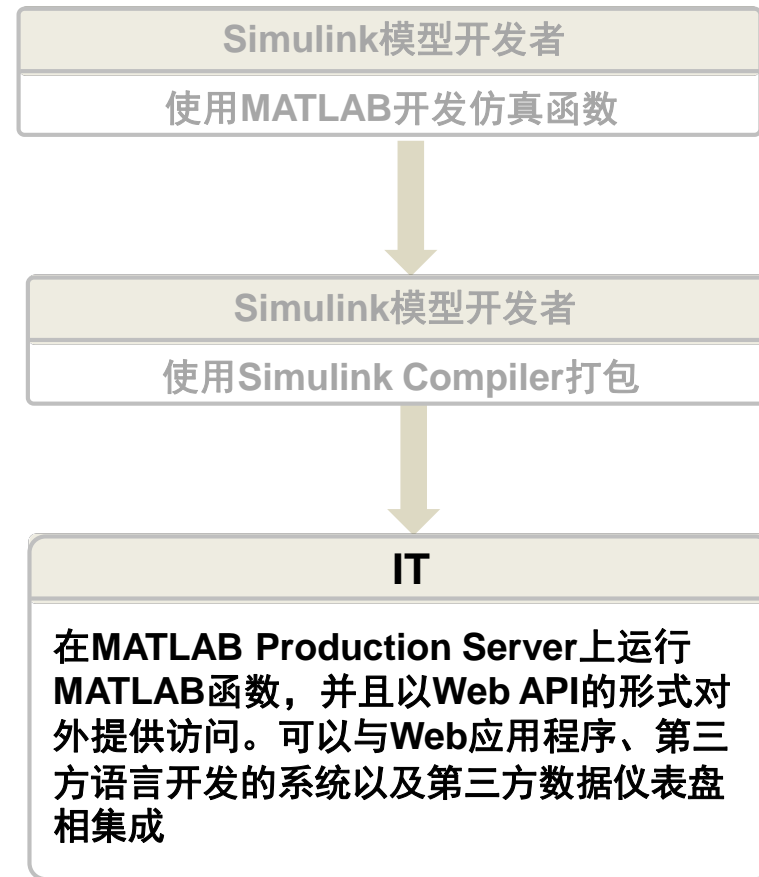 Simulink模型开发者
使用MATLAB开发仿真函数
Simulink模型开发者
使用Simulink Compiler打包
IT
在MATLAB Production Server上运行
MATLAB函数，并且以Web API的形式对
外提供访问。可以与Web应用程序、第三
方语言开发的系统以及第三方数据仪表盘
相集成